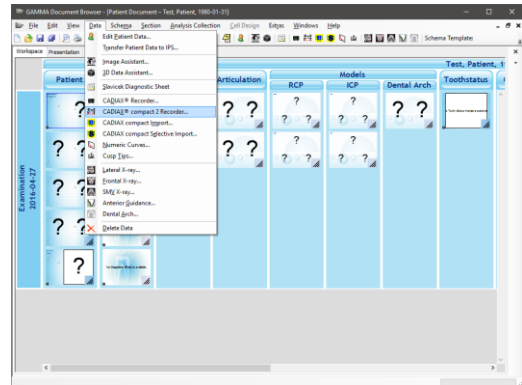 GAMMA Document Browser - [Patient Document - Test, Patient, 1980-01-31]
File Edit View Data Schema Section Analysis Collection Cell Design Extras Windows Help
Schema Template:
Workspace Presentation
Edit Patient Data...
Transfer Patient Data to IPS...
Image Assistant...
3D Data Assistant...
Slavicek Diagnostic Sheet
CADIAX® Recorder...
CADIAX® compact 2 Recorder...
CADIAX compact Import...
CADIAX compact Selective Import...
Numeric Curves...
Cusp Tips...
Lateral X-ray...
Frontal X-ray...
SMV X-ray...
Anterior Guidance...
Dental Arch...
Delete Data
Test, Patient, 1
Patient
Articulation
Models
RCP
ICP
Dental Arch
Toothstatus
Examination
2016-04-27
? ?
?
? ?
? ?
? ?
?
? ?
?
? ?
?
? ?
?
? ?
? ?
? ?
? ?
?